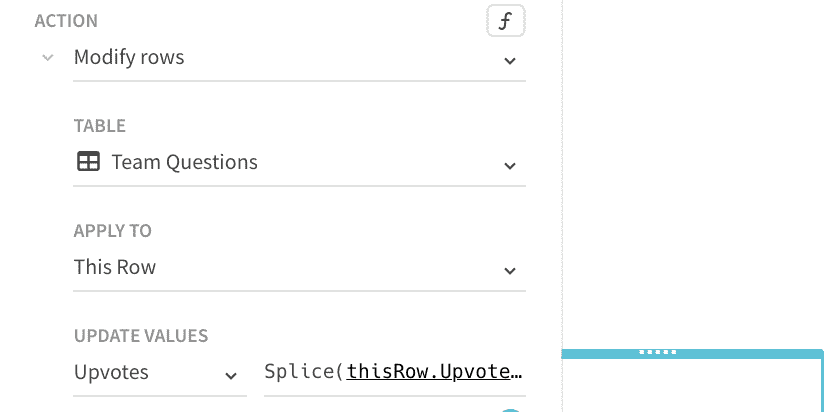 ACTION
Modify rows
TABLE
Team Questions
APPLY TO
This Row
UPDATE VALUES
Upvotes Splice(thisRow.Upvote…